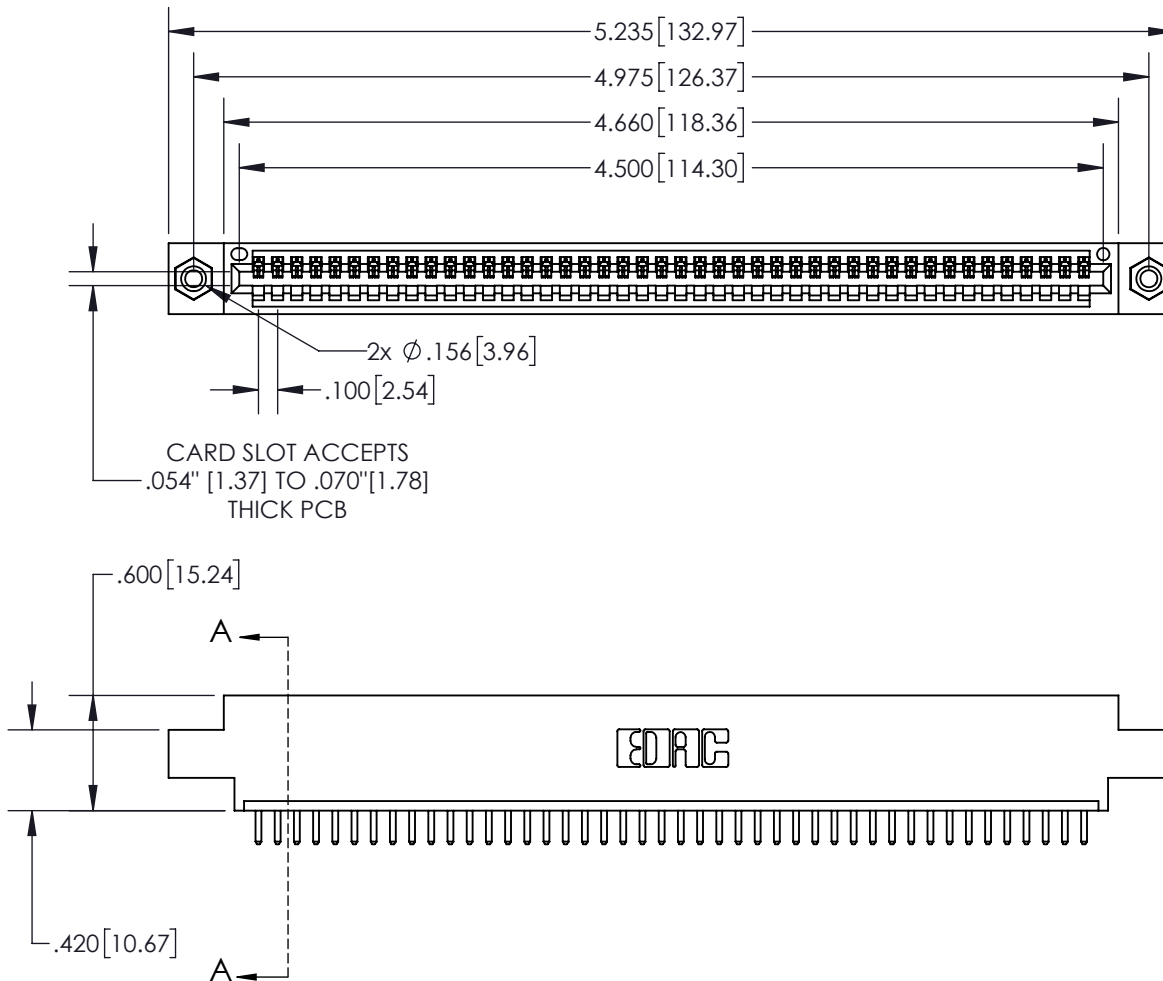 5.235[132.97]
4.975[126.37]
4.660[118.36]
4.500[114.30]
2x Ø.156[3.96]
.100[2.54]
CARD SLOT ACCEPTS
.054" [1.37] TO .070"[1.78]
THICK PCB
.600[15.24]
A
EDAC
.420[10.67]
A